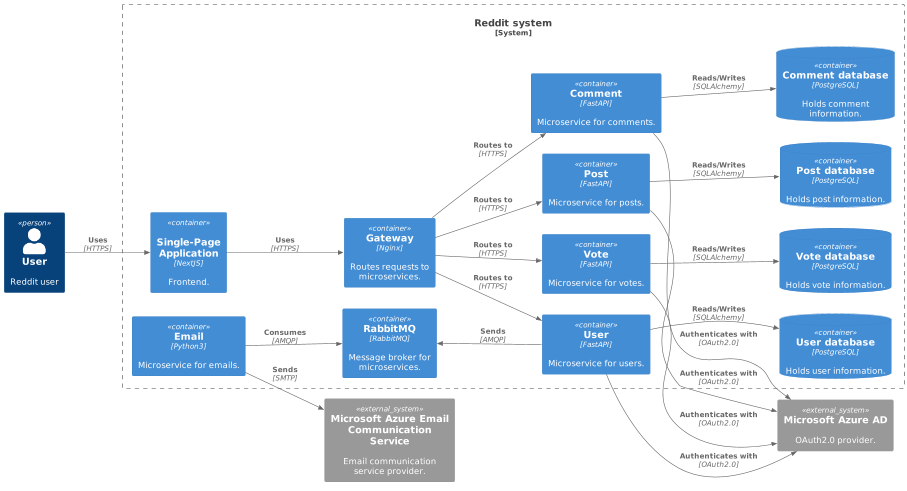 Reddit system
[System]
«person»
User
Reddit user
Uses
[HTTPS]
«container»
Single-Page
Application
[NextJS]
Frontend.
Uses
[HTTPS]
«container»
Gateway
[Nginx]
Routes requests to
microservices.
Routes to
[HTTPS]
Routes to
[HTTPS]
Routes to
[HTTPS]
Routes to
[HTTPS]
«container»
Comment
[FastAPI]
Microservice for comments.
«container»
Post
[FastAPI]
Microservice for posts.
«container»
Vote
[FastAPI]
Microservice for votes.
«container»
User
[FastAPI]
Microservice for users.
Reads/Writes
[SQLAlchemy]
Reads/Writes
[SQLAlchemy]
Reads/Writes
[SQLAlchemy]
Reads/Writes
[SQLAlchemy]
«container»
Comment database
[PostgreSQL]
Holds comment
information.
«container»
Post database
[PostgreSQL]
Holds post information.
«container»
Vote database
[PostgreSQL]
Holds vote information.
«container»
User database
[PostgreSQL]
Holds user information.
«container»
Email
[Python3]
Microservice for emails.
Consumes
[AMQP]
«container»
RabbitMQ
[RabbitMQ]
Message broker for
microservices.
Sends
[AMQP]
Sends
[SMTP]
«external_system»
Microsoft Azure Email
Communication
Service
Email communication
service provider.
Authenticates with
[OAuth2.0]
Authenticates with
[OAuth2.0]
Authenticates with
[OAuth2.0]
Authenticates with
[OAuth2.0]
«external_system»
Microsoft Azure AD
OAuth2.0 provider.